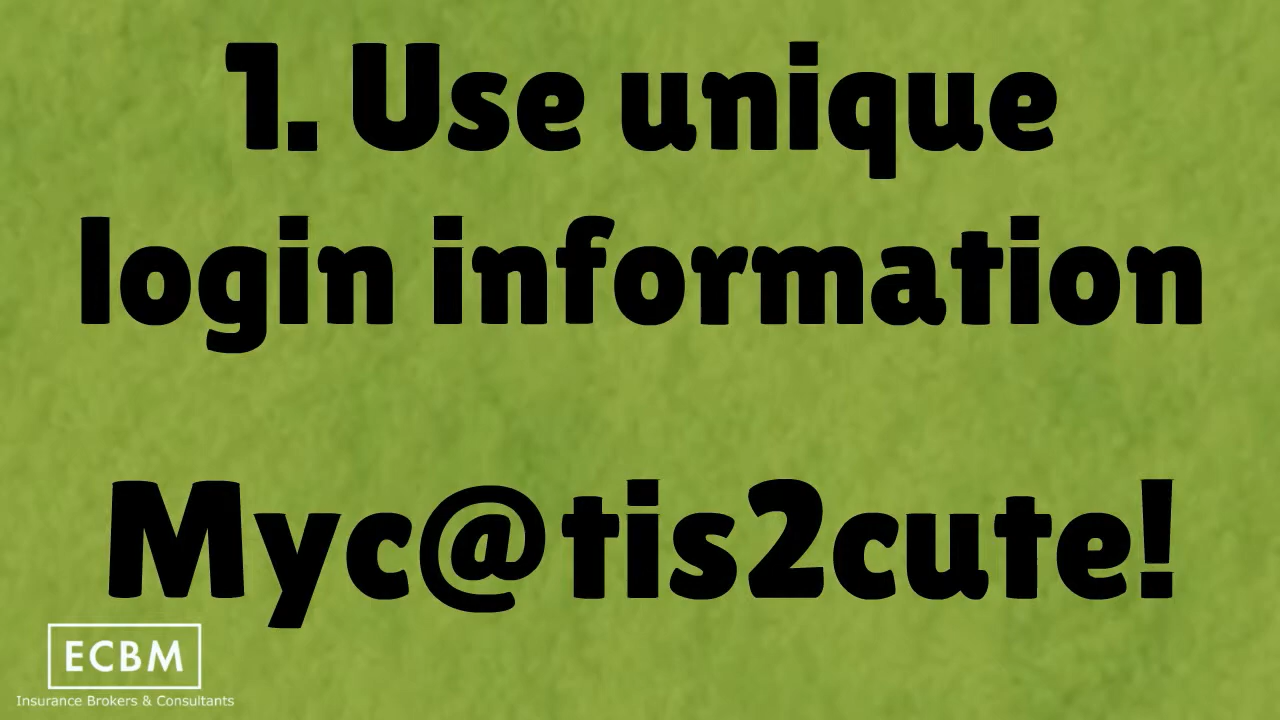 1. Use unique
login information
Myc@tis2cute!
ECBM
Insurance Brokers & Consultants